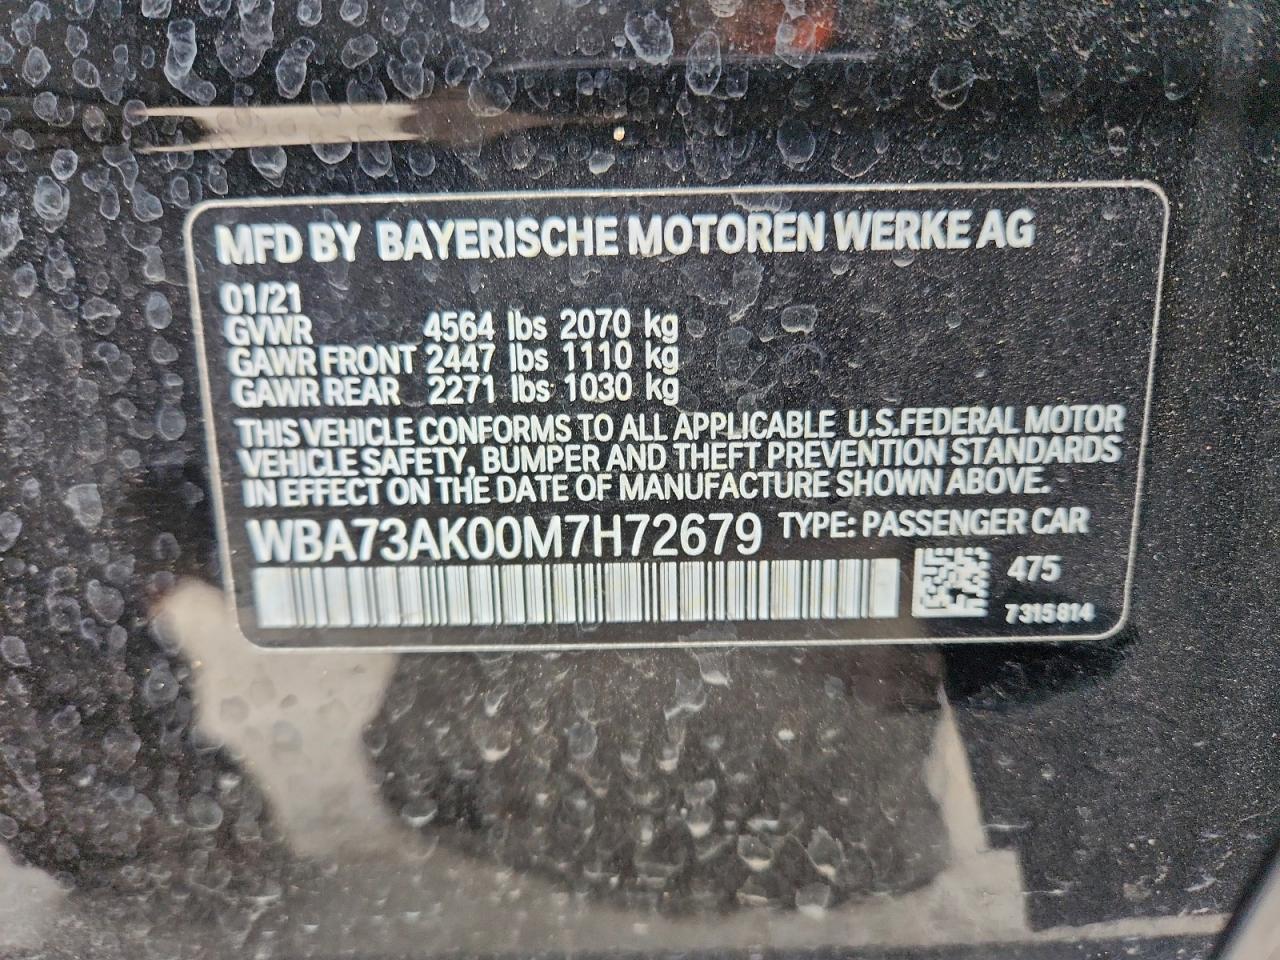 MFD BY BAYERISCHE MOTOREN WERKE AG
01/21
GVWR 4564 lbs 2070 kg
GAWR FRONT 2447 lbs 1110 kg
GAWR REAR 2271 lbs 1030 kg
THIS VEHICLE CONFORMS TO ALL APPLICABLE U.S.FEDERAL MOTOR
VEHICLE SAFETY, BUMPER AND THEFT PREVENTION STANDARDS
IN EFFECT ON THE DATE OF MANUFACTURE SHOWN ABOVE.
WBA73AK00M7H72679 TYPE: PASSENGER CAR
475
7315814